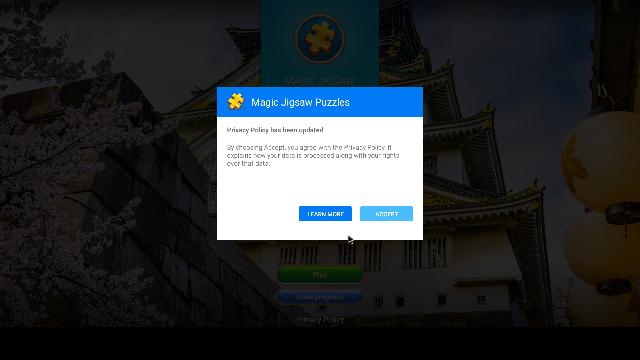 MAGIC JIGSAW
Magic Jigsaw Puzzles
Privacy Policy has been updated
By choosing Accept, you agree with the Privacy Policy. It
explains how your data is processed along with your rights
over that data.
LEARN MORE
ACCEPT
Play
Save progress
Privacy Policy